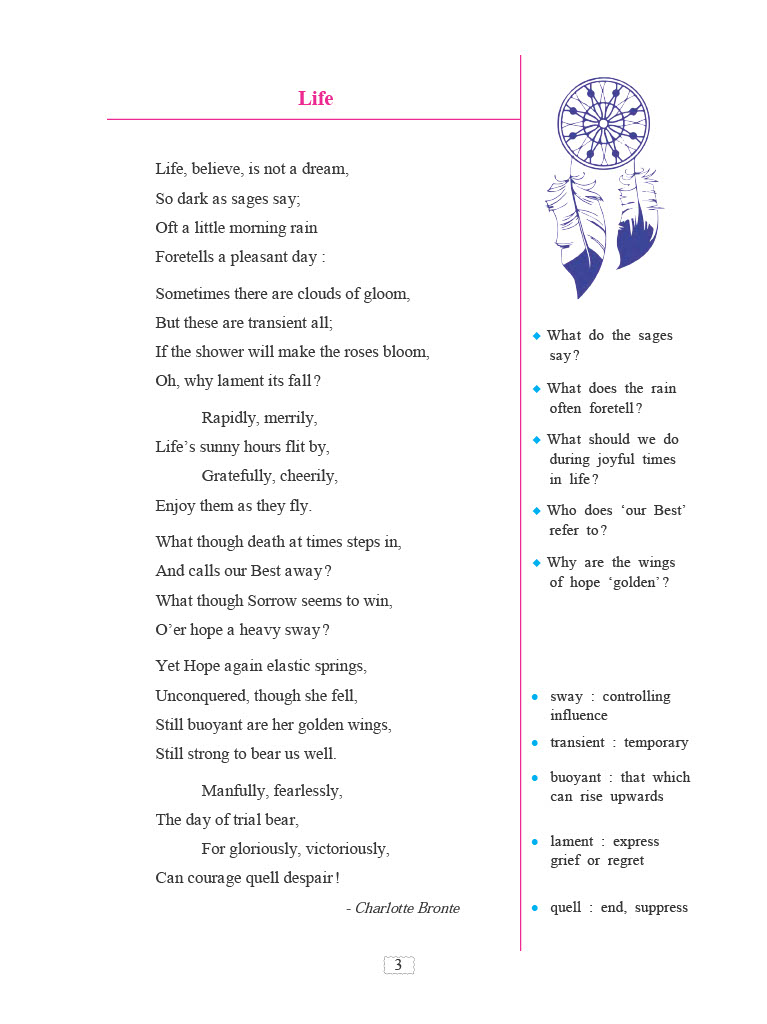 Life
Life, believe, is not a dream,
So dark as sages say;
Oft a little morning rain
Foretells a pleasant day :
Sometimes there are clouds of gloom,
But these are transient all;
If the shower will make the roses bloom,
Oh, why lament its fall?
Rapidly, merrily,
Life's sunny hours flit by,
Gratefully, cheerily,
Enjoy them as they fly.
What though death at times steps in,
And calls our Best away?
What though Sorrow seems to win,
O'er hope a heavy sway?
Yet Hope again elastic springs,
Unconquered, though she fell,
Still buoyant are her golden wings,
Still strong to bear us well.
Manfully, fearlessly,
The day of trial bear,
For gloriously, victoriously,
Can courage quell despair!
- Charlotte Bronte
◆ What do the sages
say?
◆ What does the rain
often foretell?
◆ What should we do
during joyful times
in life?
◆ Who does ‘our Best’
refer to?
◆ Why are the wings
of hope ‘golden’?
● sway : controlling
influence
● transient : temporary
● buoyant : that which
can rise upwards
● lament : express
grief or regret
● quell : end, suppress
3